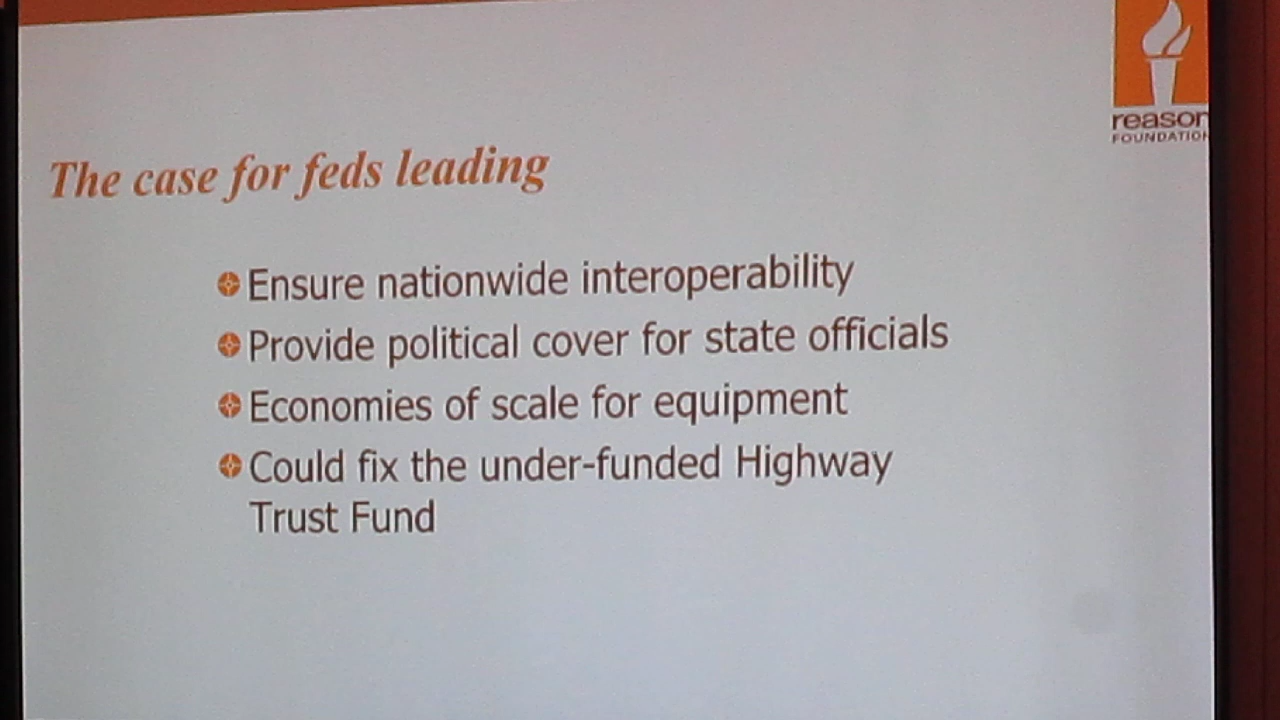 reason
FOUNDATION
The case for feds leading
Ensure nationwide interoperability
Provide political cover for state officials
Economies of scale for equipment
Could fix the under-funded Highway
Trust Fund